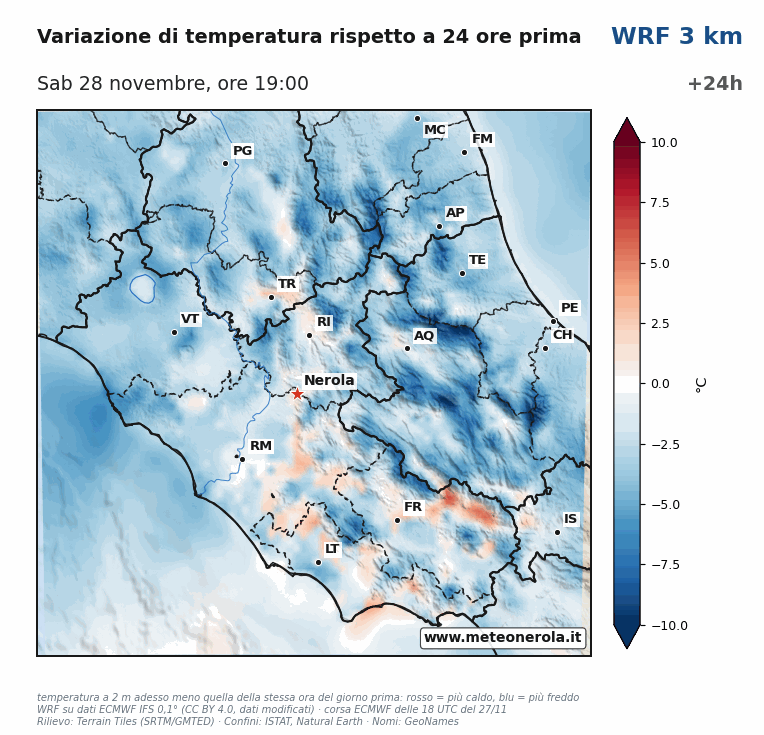 Variazione di temperatura rispetto a 24 ore prima
WRF 3 km
Sab 28 novembre, ore 19:00
+24h
MC
FM
PG
AP
TE
TR
PE
VT
RI
AQ
CH
Nerola
RM
FR
IS
LT
www.meteonerola.it
10.0
7.5
5.0
2.5
0.0
−2.5
−5.0
−7.5
−10.0
°C
temperatura a 2 m adesso meno quella della stessa ora del giorno prima: rosso = più caldo, blu = più freddo
WRF su dati ECMWF IFS 0,1° (CC BY 4.0, dati modificati) · corsa ECMWF delle 18 UTC del 27/11
Rilievo: Terrain Tiles (SRTM/GMTED) · Confini: ISTAT, Natural Earth · Nomi: GeoNames